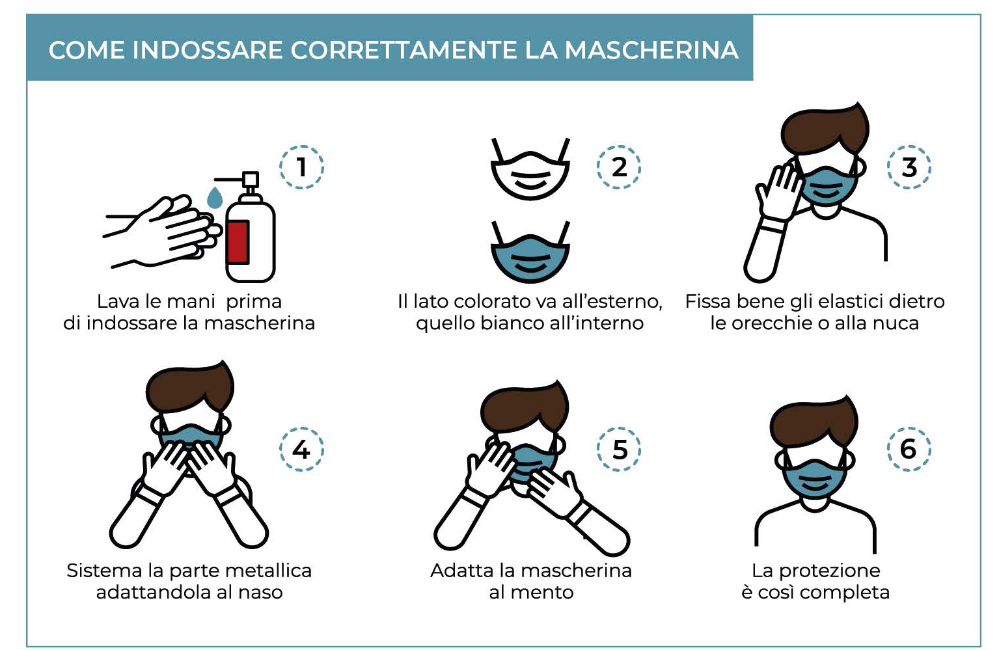 COME INDOSSARE CORRETTAMENTE LA MASCHERINA
1
Lava le mani  prima
di indossare la mascherina
2
Il lato colorato va all’esterno,
quello bianco all’interno
3
Fissa bene gli elastici dietro
le orecchie o alla nuca
4
Sistema la parte metallica
adattandola al naso
5
Adatta la mascherina
al mento
6
La protezione
è così completa